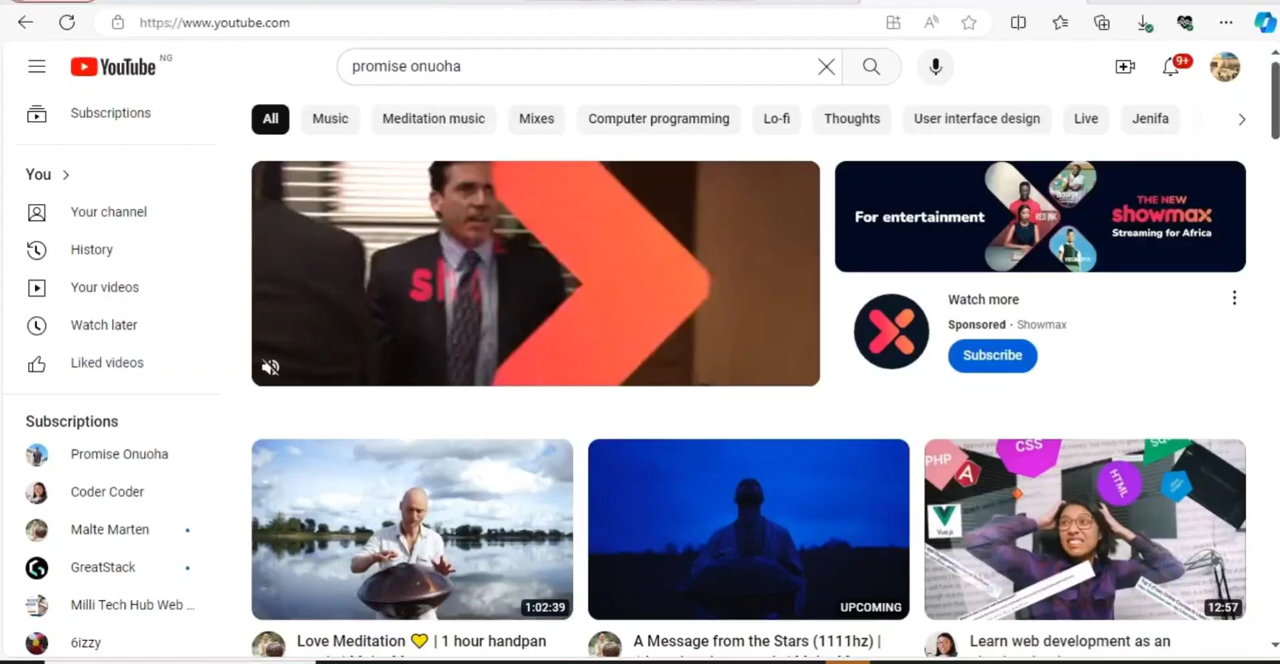 https://www.youtube.com
YouTube NG
promise onuoha
9+
Subscriptions
All
Music
Meditation music
Mixes
Computer programming
Lo-fi
Thoughts
User interface design
Live
Jenifa
You
Your channel
History
Your videos
Watch later
Liked videos
Subscriptions
Promise Onuoha
Coder Coder
Malte Marten
GreatStack
Milli Tech Hub Web ...
6izzy
For entertainment
RED INK
THE NEW
showmax
Streaming for Africa
Watch more
Sponsored · Showmax
Subscribe
1:02:39
Love Meditation 💛 | 1 hour handpan
UPCOMING
A Message from the Stars (1111hz) |
PHP
CSS
HTML
12:57
Learn web development as an